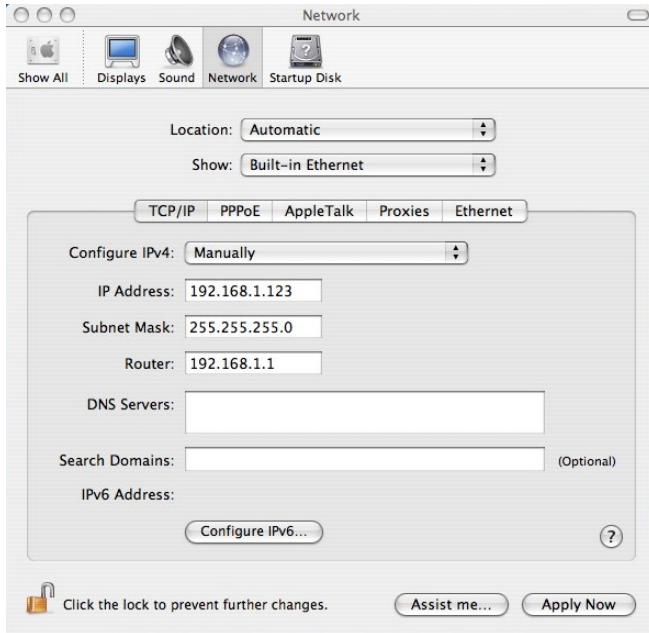 Network
Show All Displays Sound Network Startup Disk
Location: Automatic
Show: Built-in Ethernet
TCP/IP PPPoE AppleTalk Proxies Ethernet
Configure IPv4: Manually
IP Address: 192.168.1.123
Subnet Mask: 255.255.255.0
Router: 192.168.1.1
DNS Servers:
Search Domains: (Optional)
IPv6 Address:
Configure IPv6...
?
Click the lock to prevent further changes. Assist me... Apply Now